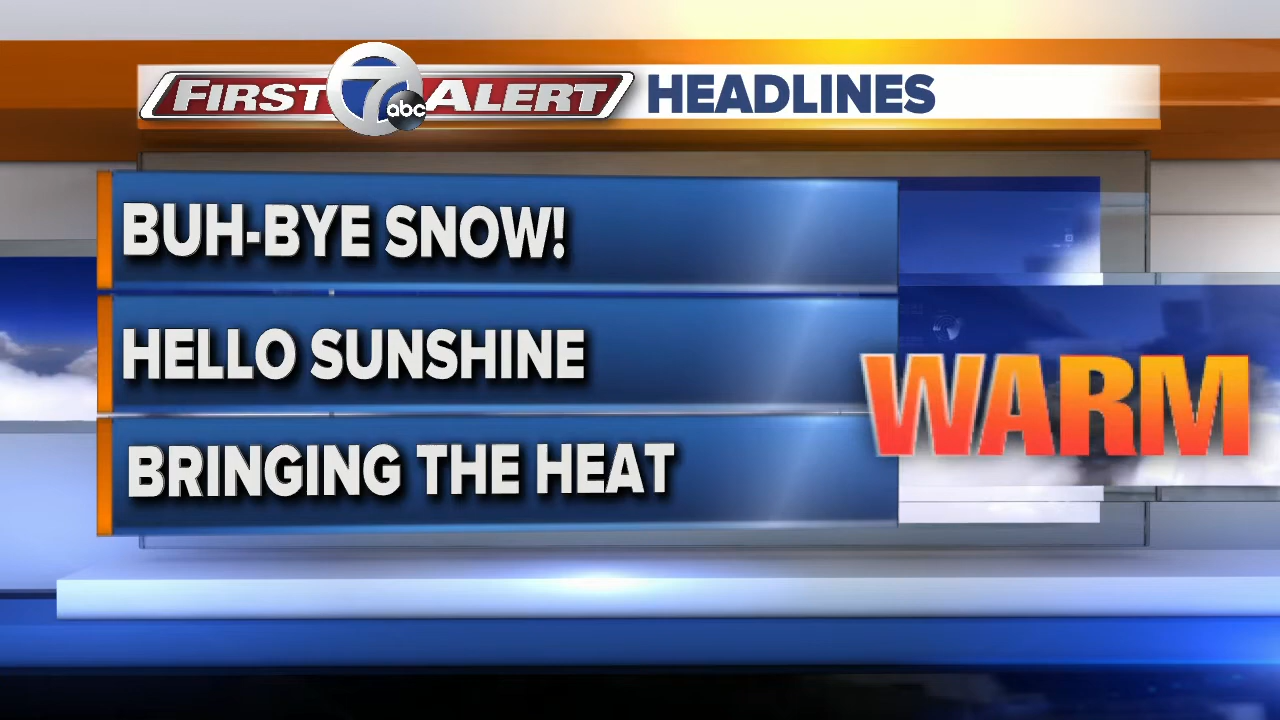 FIRST 7 abc ALERT HEADLINES
BUH-BYE SNOW!
HELLO SUNSHINE
WARM
BRINGING THE HEAT